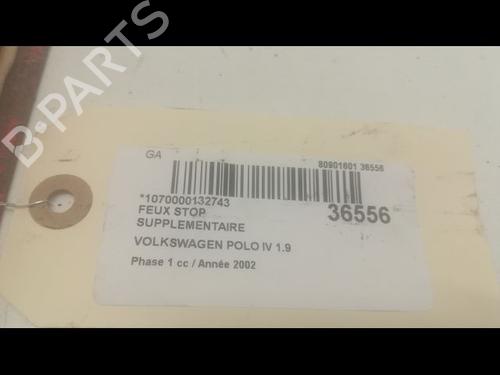 B-PARTS
GA
80901601 36556
*1070000132743
FEUX STOP
SUPPLEMENTAIRE
36556
VOLKSWAGEN POLO IV 1.9
Phase 1 cc / Année 2002